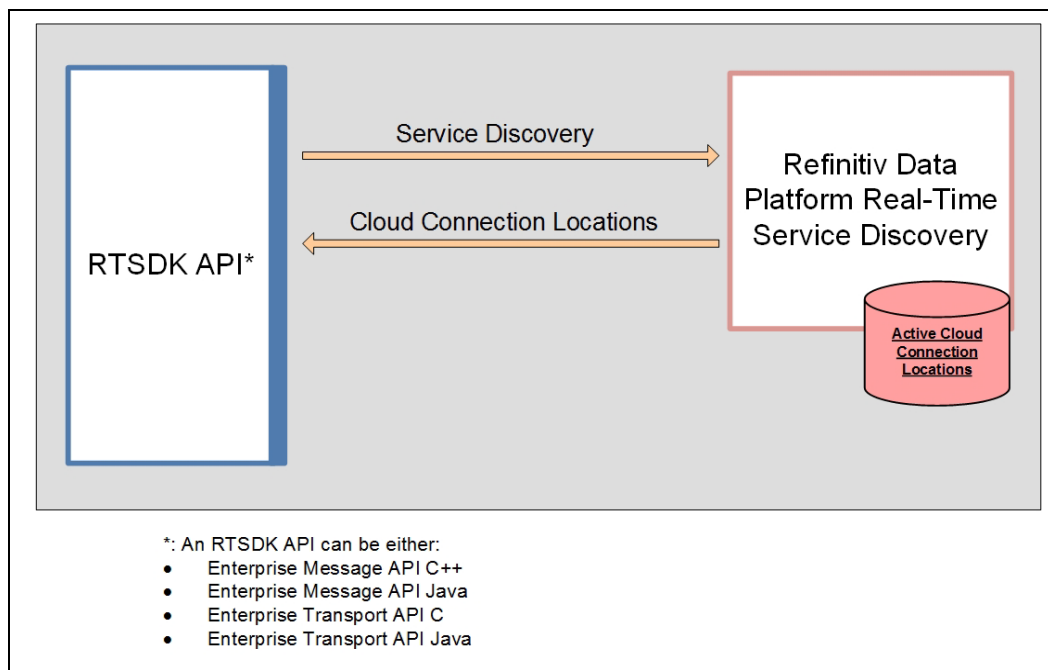 Service Discovery
Cloud Connection Locations
RTSDK API*
Refinitiv Data
Platform Real-Time
Service Discovery
Active Cloud
Connection
Locations
*: An RTSDK API can be either:
● Enterprise Message API C++
● Enterprise Message API Java
● Enterprise Transport API C
● Enterprise Transport API Java